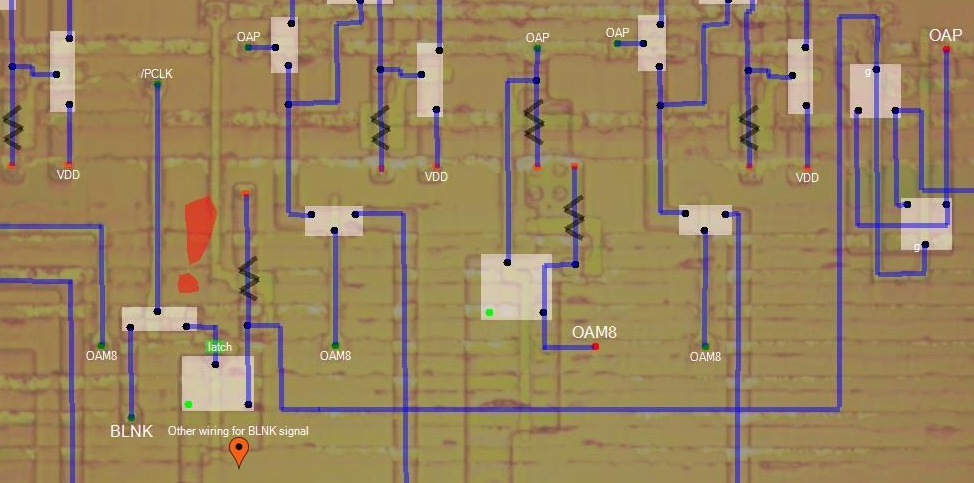 OAP
OAP
OAP
OAP
g
/PCLK
VDD
VDD
VDD
g
OAM8
latch
OAM8
OAM8
OAM8
BLNK
Other wiring for BLNK signal